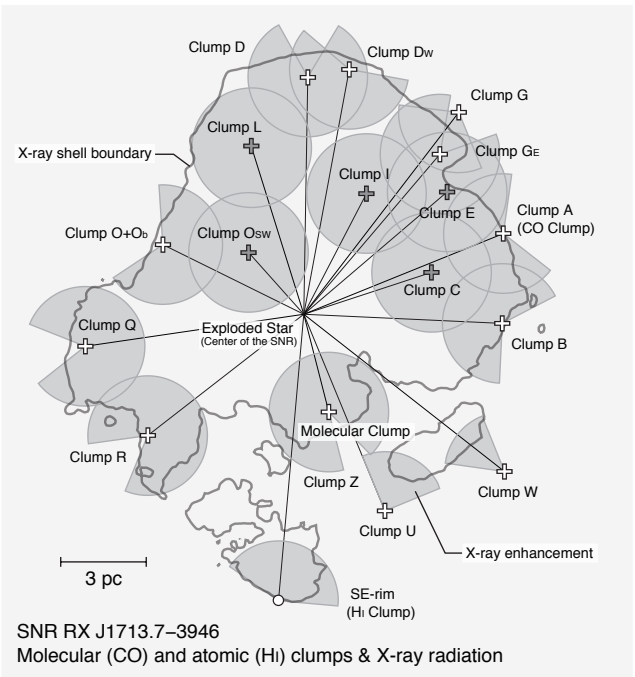 Clump D
Clump Dw
Clump G
Clump L
X-ray shell boundary
Clump GE
Clump I
Clump E
Clump A
(CO Clump)
Clump O+Ob
Clump Osw
Clump C
Clump Q
Exploded Star
(Center of the SNR)
Clump B
Molecular Clump
Clump R
Clump Z
Clump W
Clump U
X-ray enhancement
3 pc
SE-rim
(HI Clump)
SNR RX J1713.7–3946
Molecular (CO) and atomic (HI) clumps & X-ray radiation